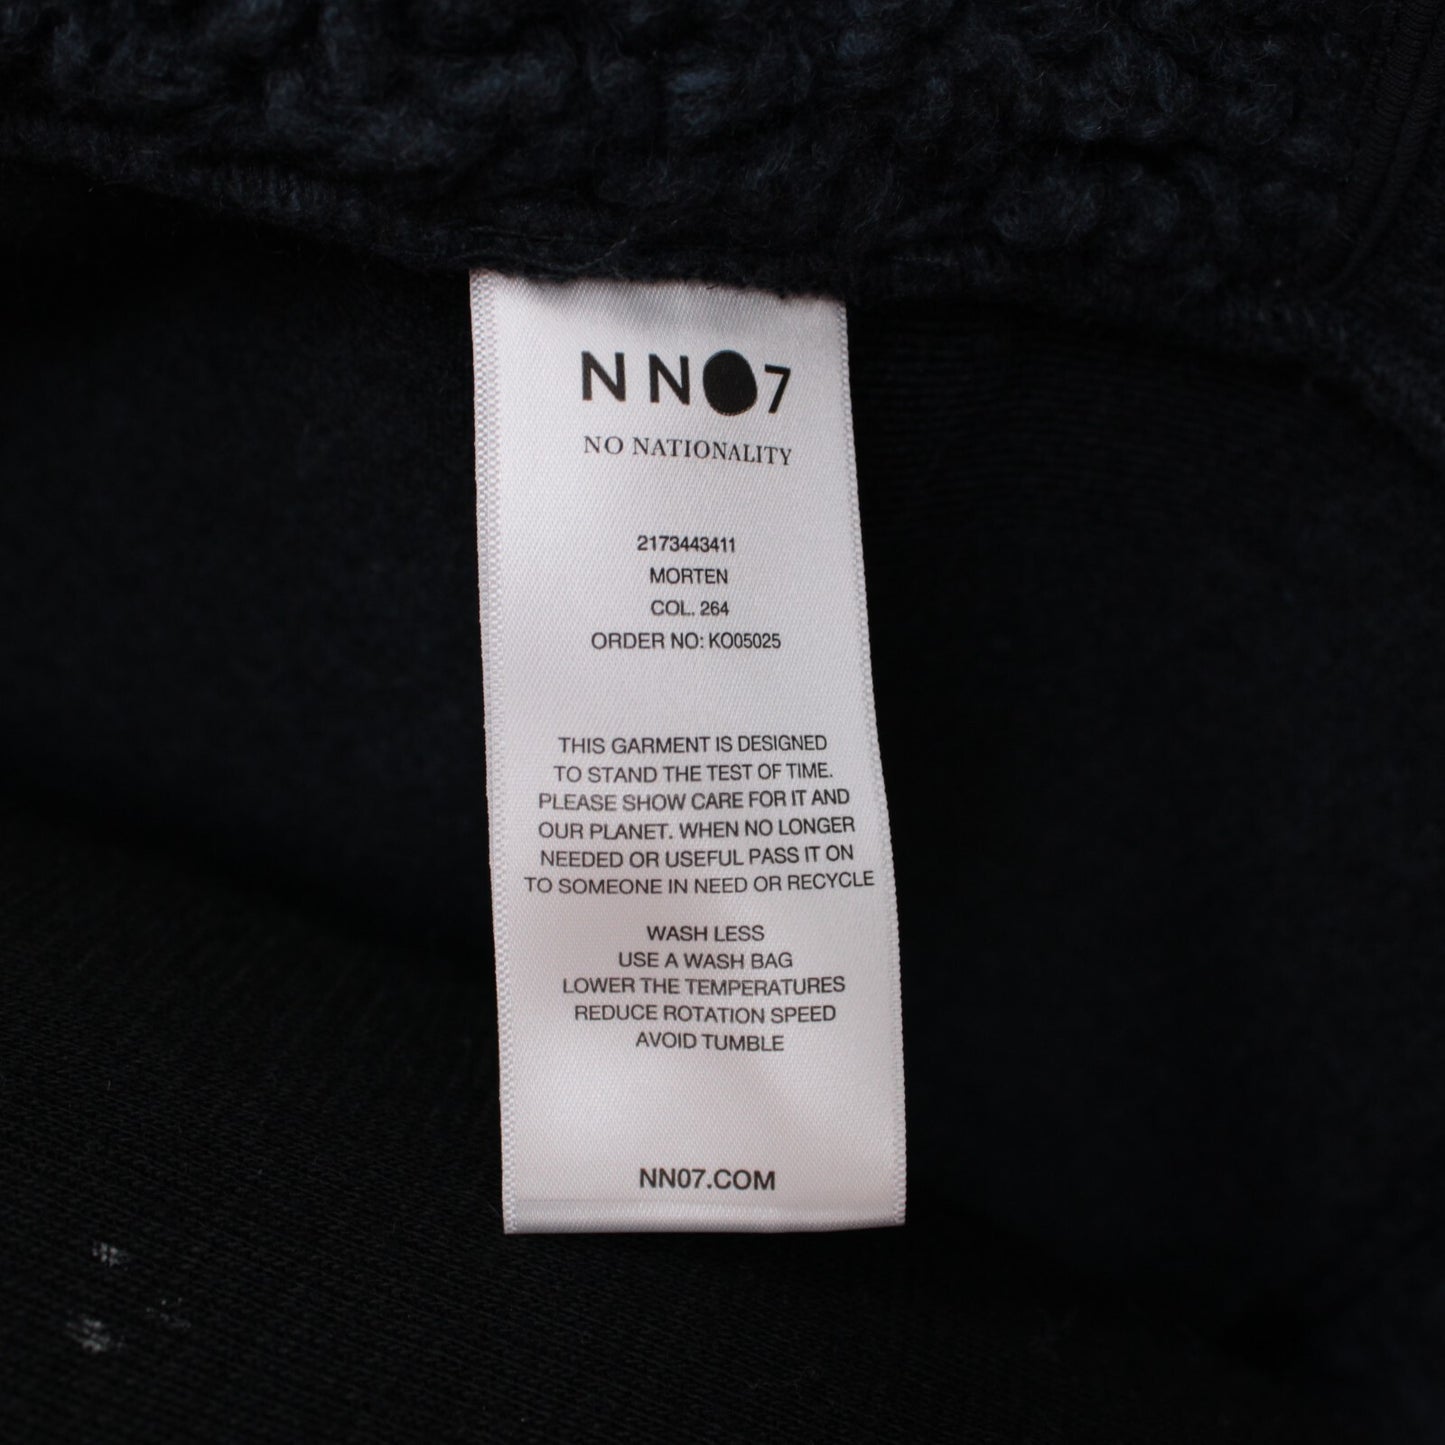 NN07
NO NATIONALITY
2173443411
MORTEN
COL. 264
ORDER NO: KO05025
THIS GARMENT IS DESIGNED
TO STAND THE TEST OF TIME.
PLEASE SHOW CARE FOR IT AND
OUR PLANET. WHEN NO LONGER
NEEDED OR USEFUL PASS IT ON
TO SOMEONE IN NEED OR RECYCLE
WASH LESS
USE A WASH BAG
LOWER THE TEMPERATURES
REDUCE ROTATION SPEED
AVOID TUMBLE
NN07.COM